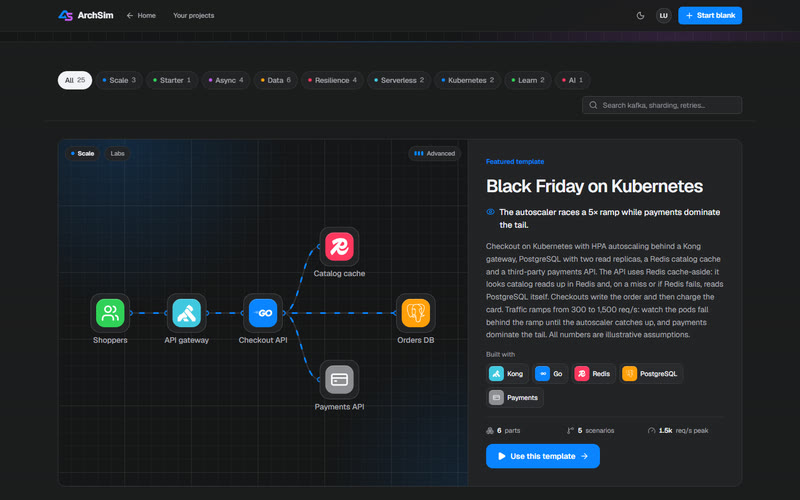 ArchSim
Home
Your projects
LU
Start blank
All 25
Scale 3
Starter 1
Async 4
Data 6
Resilience 4
Serverless 2
Kubernetes 2
Learn 2
AI 1
Search kafka, sharding, retries...
Scale
Labs
Advanced
Catalog cache
GO
Shoppers
API gateway
Checkout API
Orders DB
Payments API
Featured template
Black Friday on Kubernetes
The autoscaler races a 5× ramp while payments dominate
the tail.
Checkout on Kubernetes with HPA autoscaling behind a Kong
gateway, PostgreSQL with two read replicas, a Redis catalog cache
and a third-party payments API. The API uses Redis cache-aside: it
looks catalog reads up in Redis and, on a miss or if Redis fails, reads
PostgreSQL itself. Checkouts write the order and then charge the
card. Traffic ramps from 300 to 1,500 req/s: watch the pods fall
behind the ramp until the autoscaler catches up, and payments
dominate the tail. All numbers are illustrative assumptions.
Built with
Kong
Go
Redis
PostgreSQL
Payments
6 parts
5 scenarios
1.5k req/s peak
Use this template